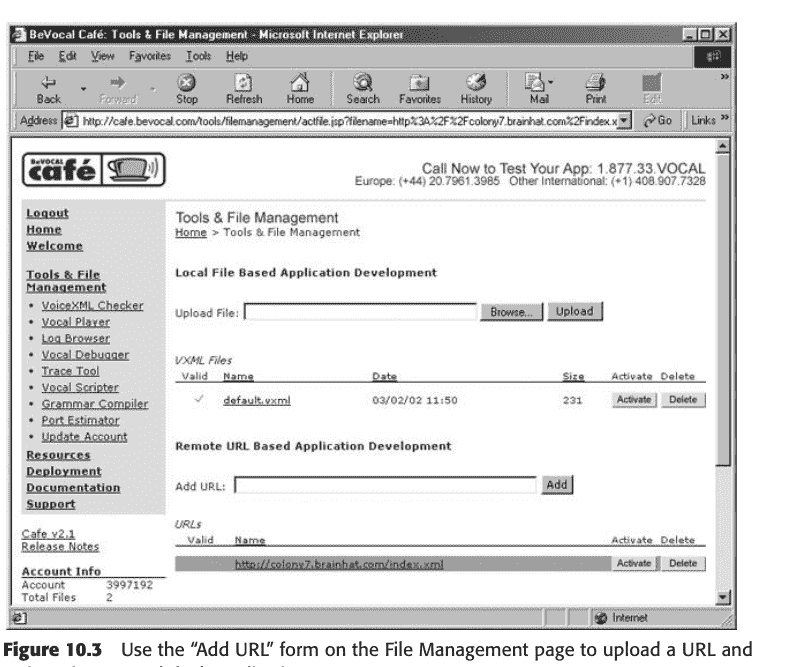 BeVocal Café: Tools & File Management - Microsoft Internet Explorer
File Edit View Favorites Tools Help
Back Forward Stop Refresh Home Search Favorites History Mail Print Edit
Address http://cafe.bevocal.com/tools/filemanagement/actfile.jsp?filename=http%3A%2F%2Fcolony7.brainhat.com%2Findex.x Go Links »
BeVOCAL
café
Call Now to Test Your App: 1.877.33.VOCAL
Europe: (+44) 20.7961.3985 Other International: (+1) 408.907.7328
Logout
Home
Welcome
Tools & File
Management
• VoiceXML Checker
• Vocal Player
• Log Browser
• Vocal Debugger
• Trace Tool
• Vocal Scripter
• Grammar Compiler
• Port Estimator
• Update Account
Resources
Deployment
Documentation
Support
Cafe v2.1
Release Notes
Account Info
Account 3997192
Total Files 2
Tools & File Management
Home > Tools & File Management
Local File Based Application Development
Upload File: Browse... Upload
VXML Files
Valid Name Date Size Activate Delete
default.vxml 03/02/02 11:50 231 Activate Delete
Remote URL Based Application Development
Add URL: Add
URLs
Valid Name Activate Delete
http://colony7.brainhat.com/index.xml Activate Delete
Internet
Figure 10.3 Use the “Add URL” form on the File Management page to upload a URL and